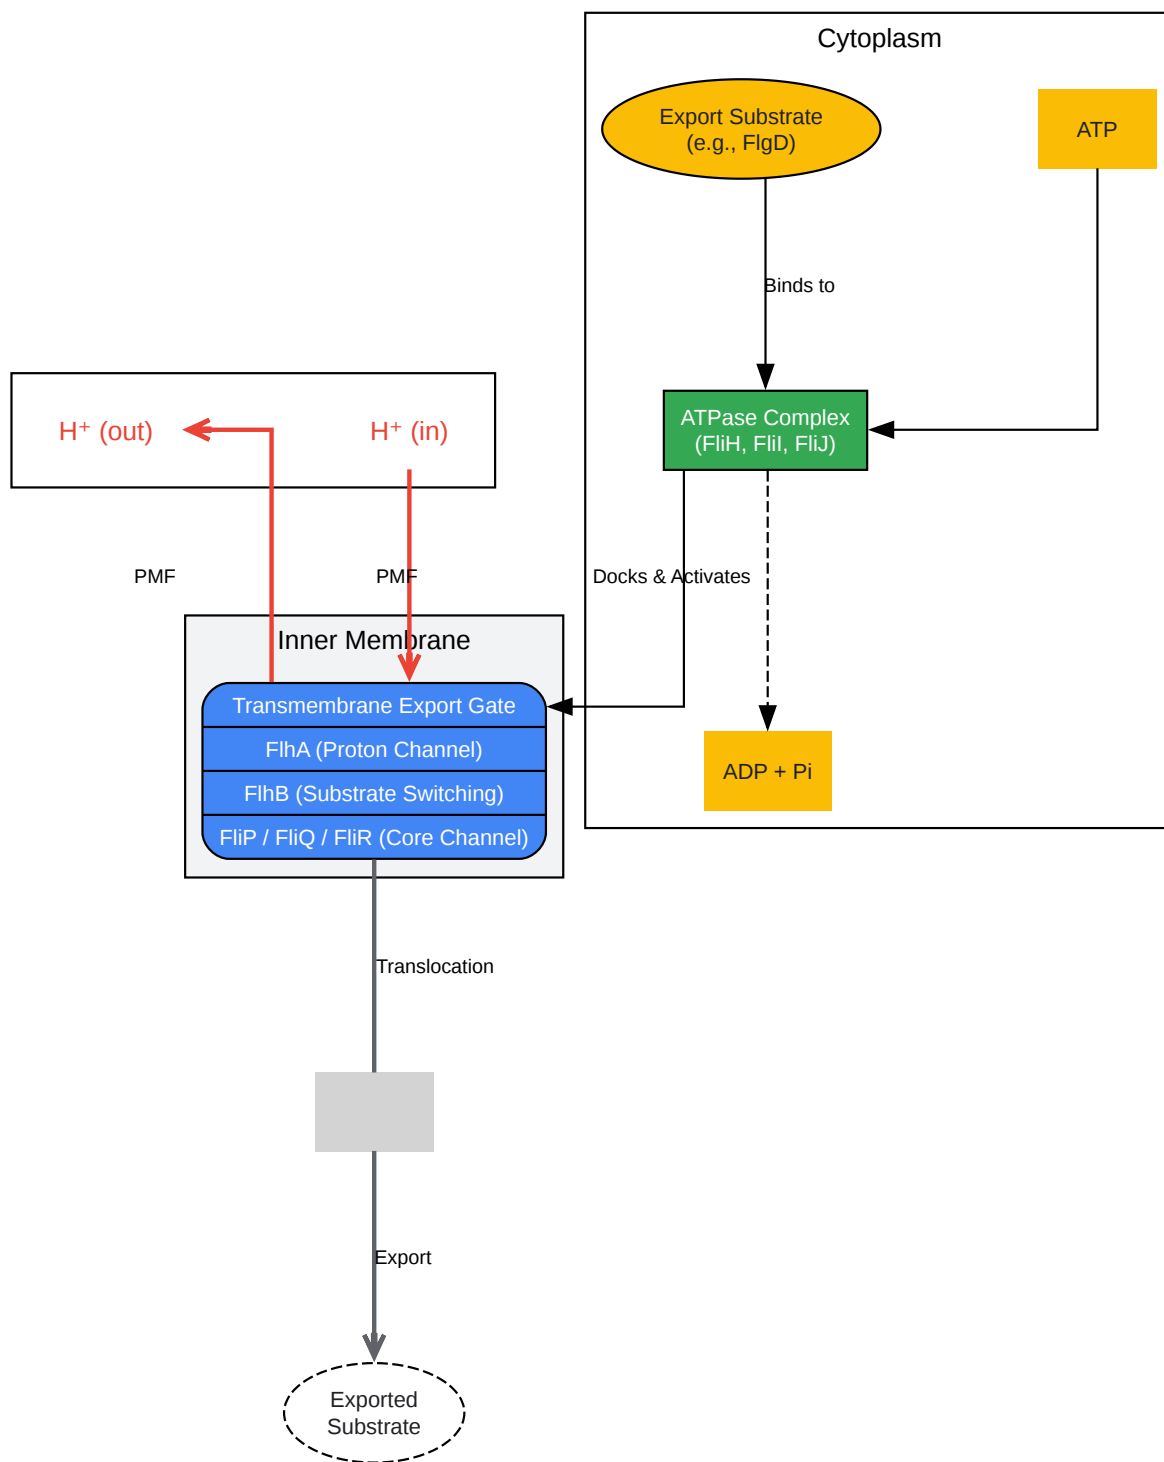 Cytoplasm
Export Substrate
(e.g., FlgD)
ATP
Binds to
ATPase Complex
(FliH, FliI, FliJ)
H⁺ (out)
H⁺ (in)
PMF
PMF
Docks & Activates
Inner Membrane
Transmembrane Export Gate
FlhA (Proton Channel)
FlhB (Substrate Switching)
FliP / FliQ / FliR (Core Channel)
ADP + Pi
Translocation
Export
Exported
Substrate